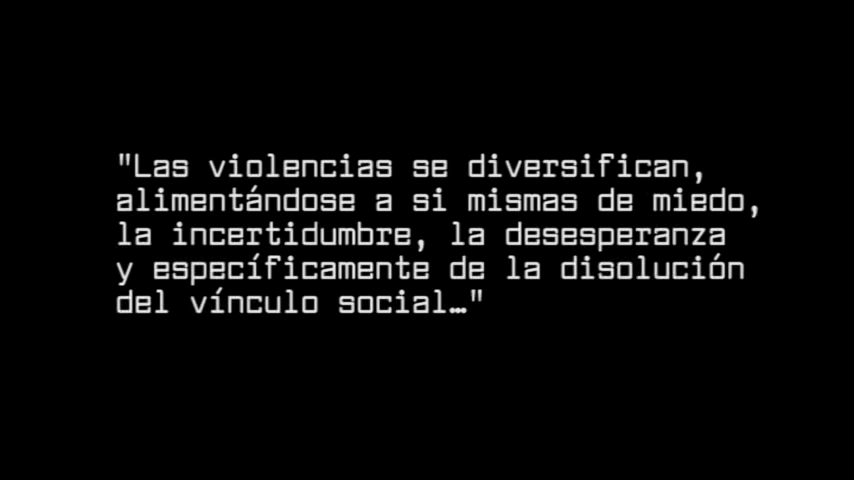 "Las violencias se diversifican,
alimentándose a si mismas de miedo,
la incertidumbre, la desesperanza
y específicamente de la disolución
del vínculo social…"